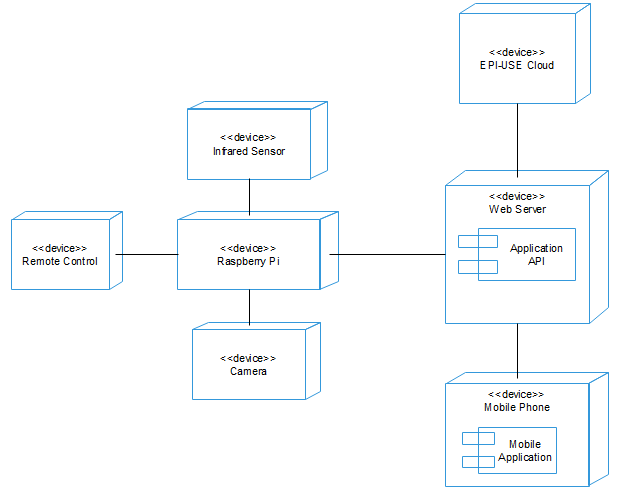 <<device>>
EPI-USE Cloud
<<device>>
Infrared Sensor
<<device>>
Web Server
Application
API
<<device>>
Remote Control
<<device>>
Raspberry Pi
<<device>>
Camera
<<device>>
Mobile Phone
Mobile
Application